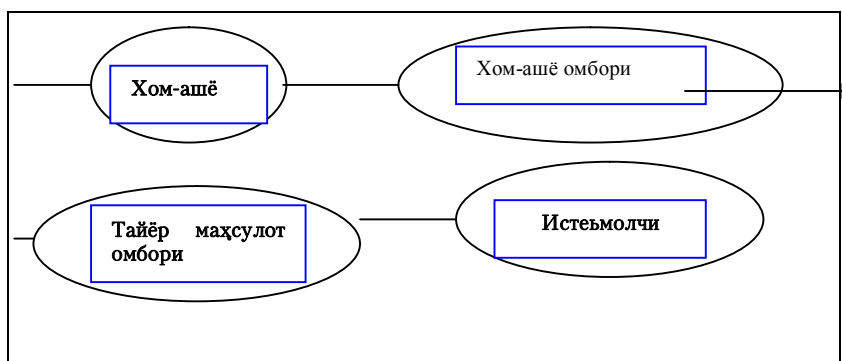 Хом-ашё
Хом-ашё омбори
Тайёр маҳсулот
омбори
Истеьмолчи